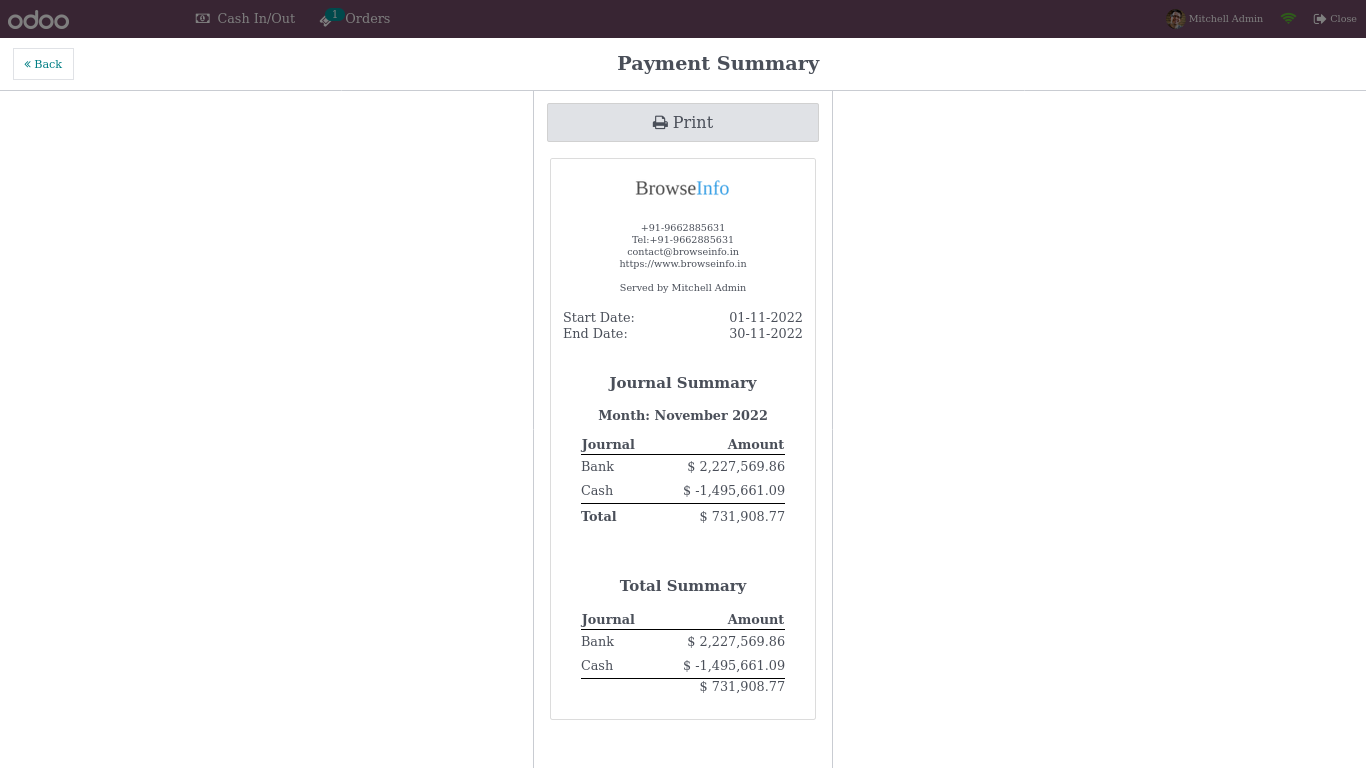 odoo Cash In/Out 1 Orders Mitchell Admin Close
« Back Payment Summary
Print
BrowseInfo
+91-9662885631
Tel:+91-9662885631
contact@browseinfo.in
https://www.browseinfo.in
Served by Mitchell Admin
Start Date: 01-11-2022
End Date: 30-11-2022
Journal Summary
Month: November 2022
Journal Amount
Bank $ 2,227,569.86
Cash $ -1,495,661.09
Total $ 731,908.77
Total Summary
Journal Amount
Bank $ 2,227,569.86
Cash $ -1,495,661.09
$ 731,908.77